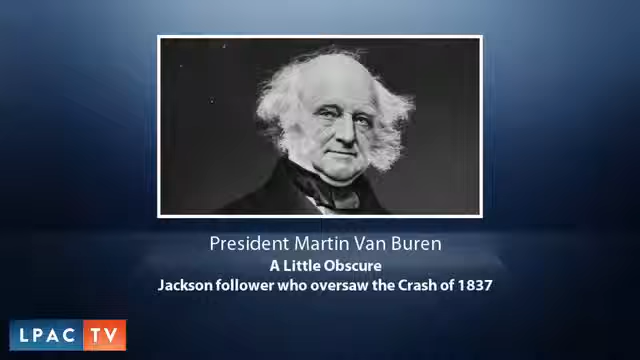 President Martin Van Buren
A Little Obscure
Jackson follower who oversaw the Crash of 1837
LPAC TV